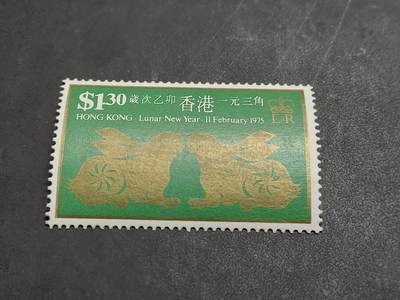 $1.30 歲次乙卯 香港 一元三角
HONG KONG · Lunar New Year · 11 February 1975
E II R